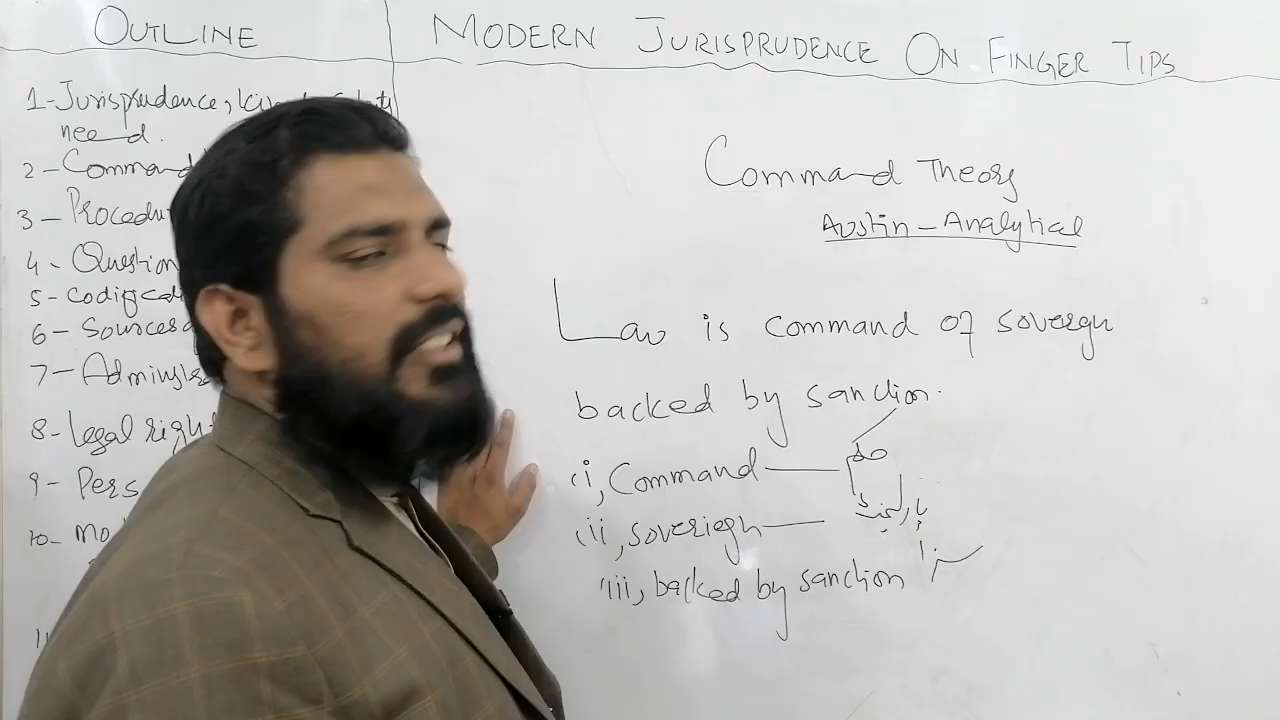 OUTLINE
MODERN JURISPRUDENCE ON FINGER TIPS
1-Jurisprudence,
need.
2-Command
3-Procedu
4-Question
5-Codifica
6-Sources
7-Adminis
8-Legal righ
9-Pers
10-Mo
11
Command Theory
Austin-Analytical
Law is command of
backed by sanction.
i, Command — حکم
ii, soveriegn — پارلیمنٹ
iii, backed by sanction سزا